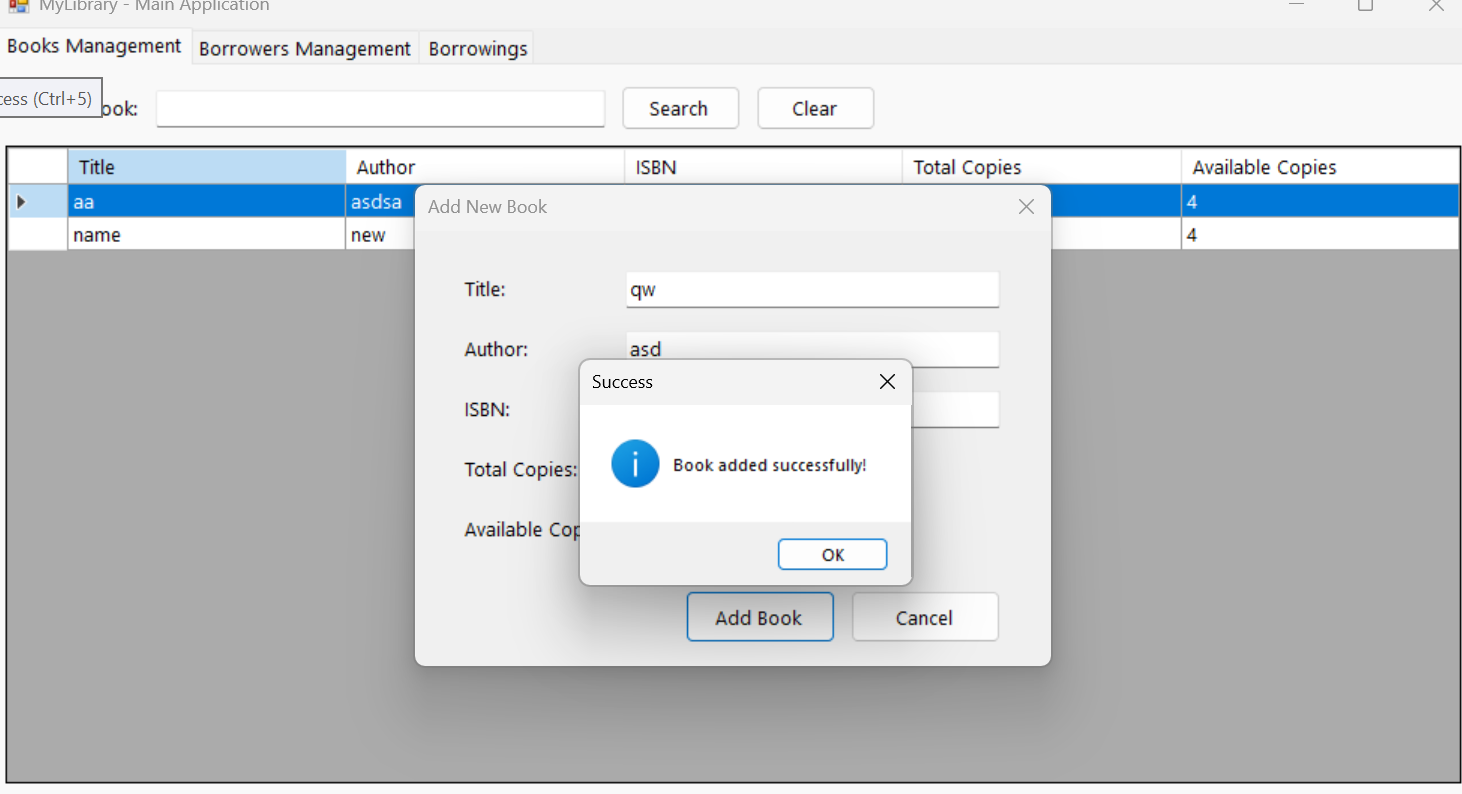 MyLibrary - Main Application
Books Management Borrowers Management Borrowings
cess (Ctrl+5) ook: Search Clear
Title Author ISBN Total Copies Available Copies
aa asdsa 4
name new 4
Add New Book
Title: qw
Author: asd
Success
ISBN:
Total Copies: Book added successfully!
Available Cop
OK
Add Book Cancel